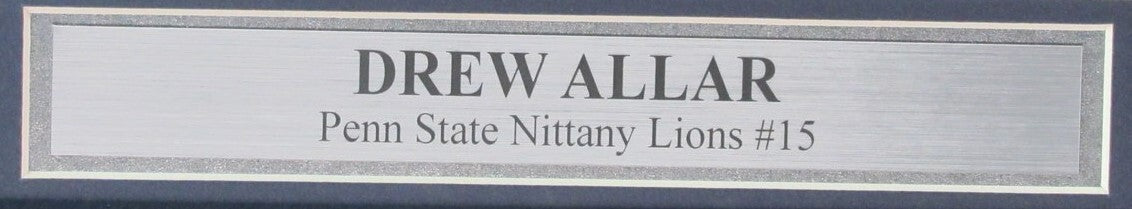 DREW ALLAR
Penn State Nittany Lions #15